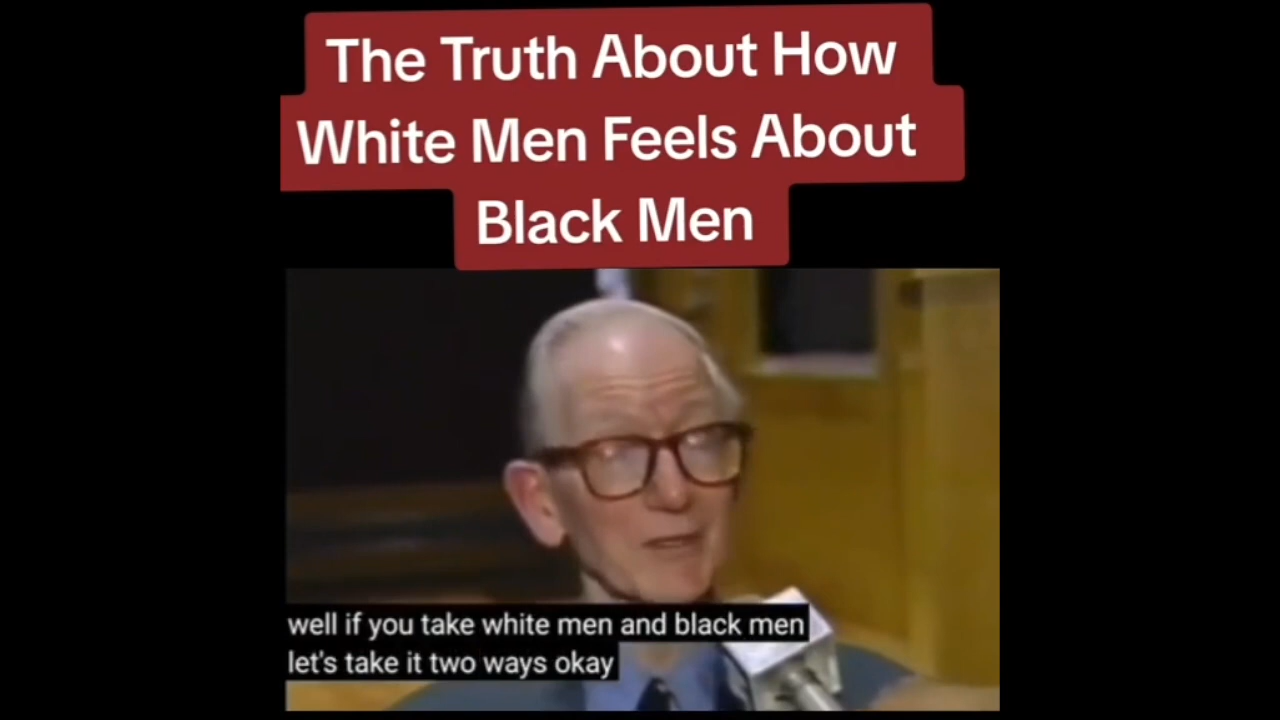 The Truth About How
White Men Feels About
Black Men
well if you take white men and black men
let's take it two ways okay